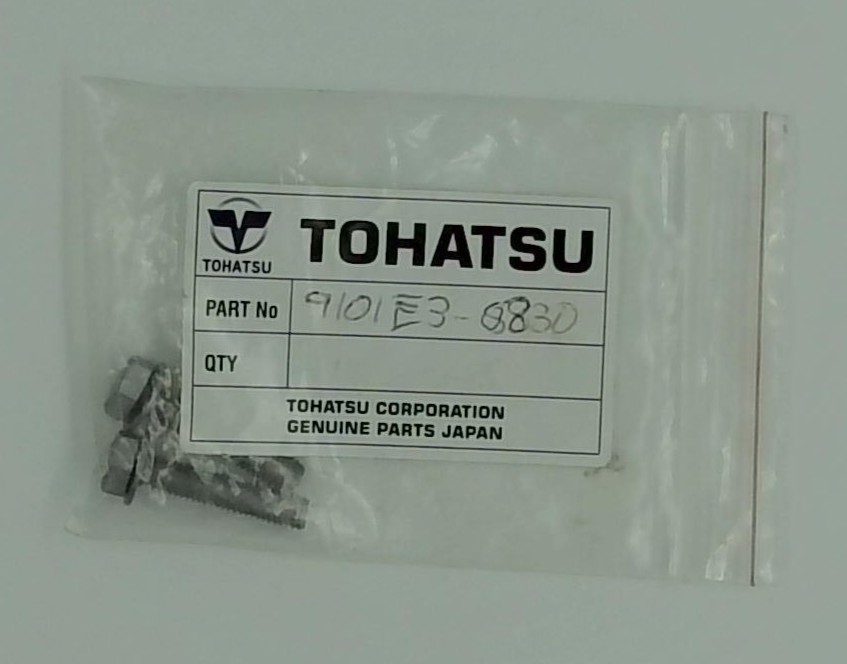 TOHATSU
TOHATSU
PART No 9101E3-0830
QTY
TOHATSU CORPORATION
GENUINE PARTS JAPAN